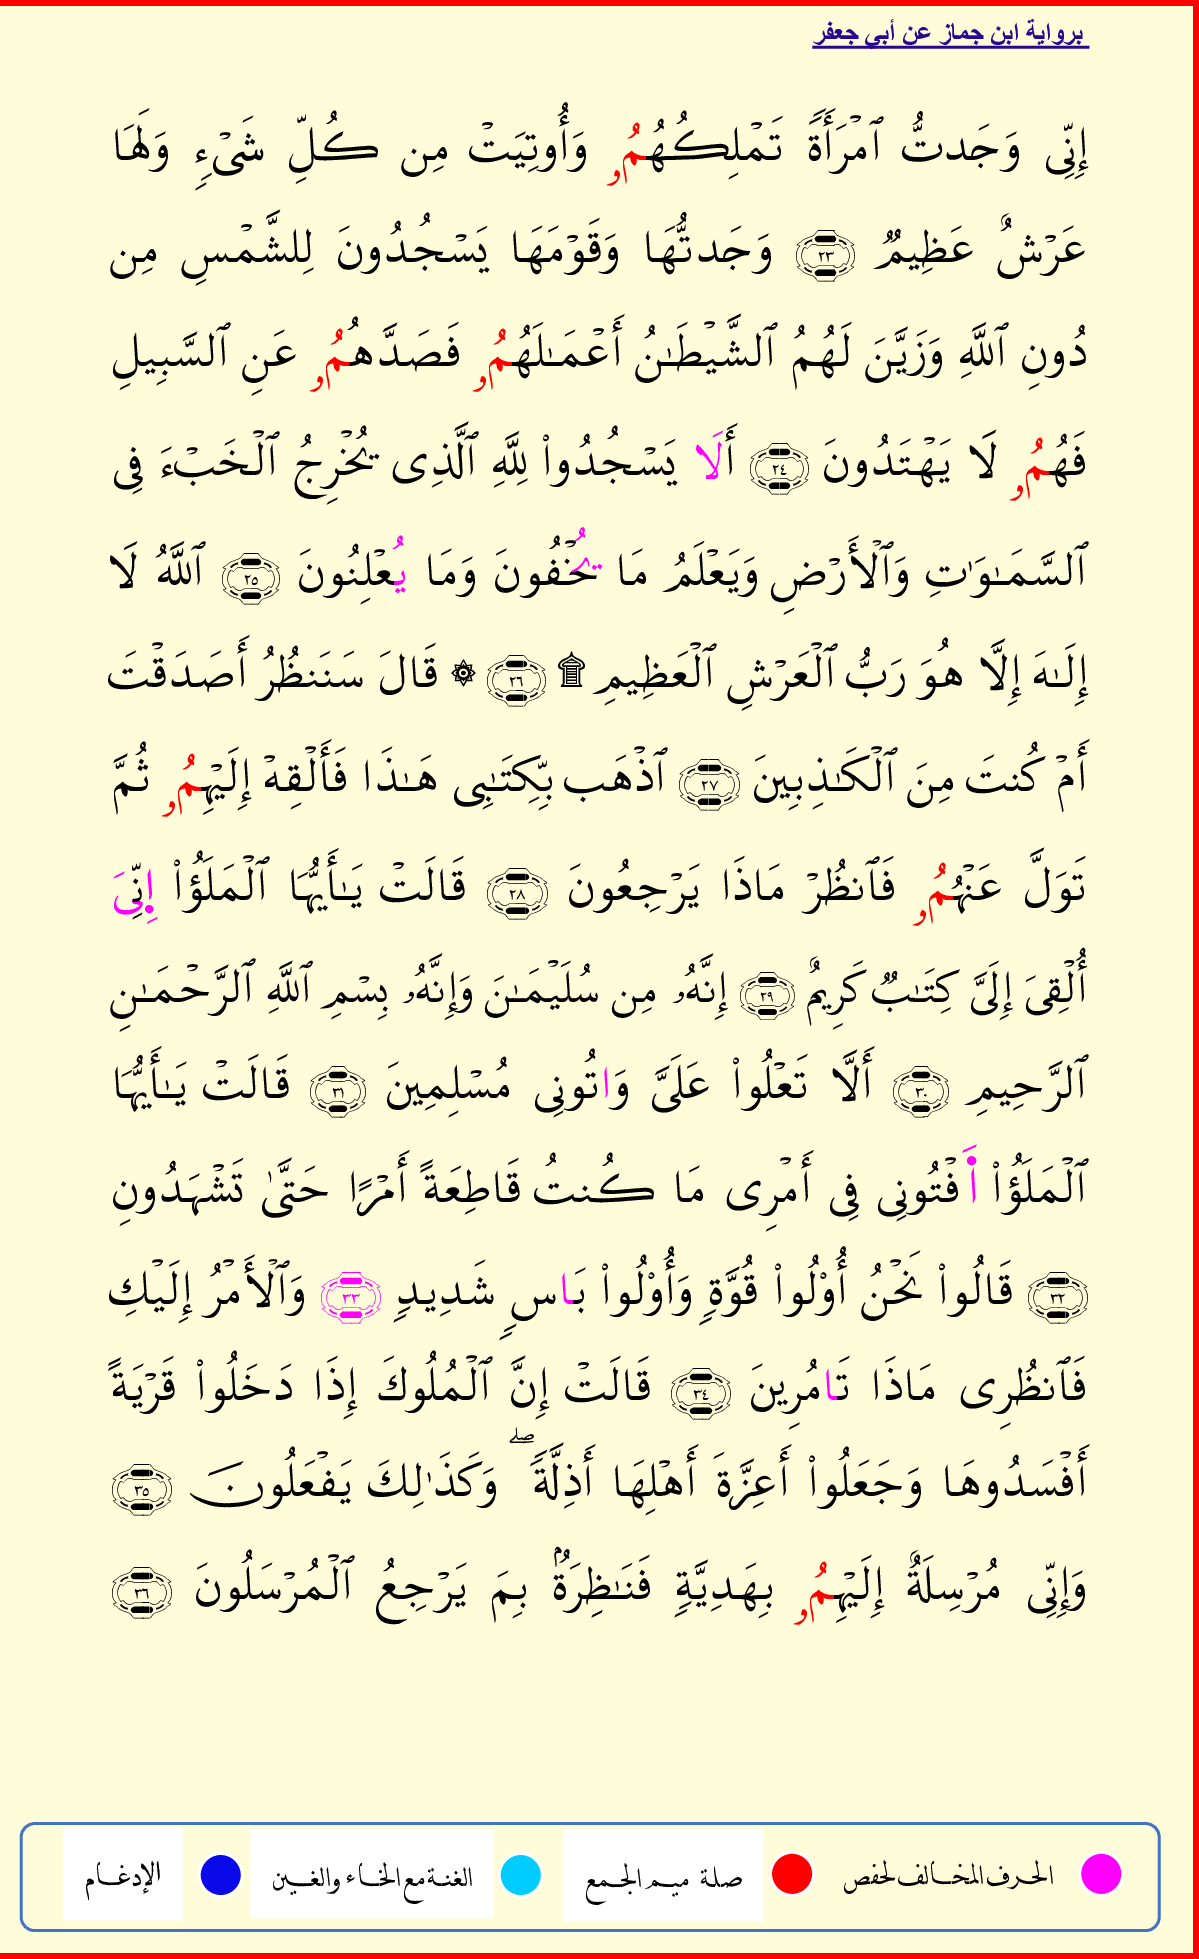 برواية ابن جماز عن أبي جعفر
إِنِّى وَجَدتُّ ٱمْرَأَةً تَمْلِكُهُمُۥ وَأُوتِيَتْ مِن كُلِّ شَىْءٍ وَلَهَا
عَرْشٌ عَظِيمٌ ٢٣ وَجَدتُّهَا وَقَوْمَهَا يَسْجُدُونَ لِلشَّمْسِ مِن
دُونِ ٱللَّهِ وَزَيَّنَ لَهُمُ ٱلشَّيْطَـٰنُ أَعْمَـٰلَهُمُۥ فَصَدَّهُمُۥ عَنِ ٱلسَّبِيلِ
فَهُمُۥ لَا يَهْتَدُونَ ٢٤ أَلَا يَسْجُدُوا۟ لِلَّهِ ٱلَّذِى يُخْرِجُ ٱلْخَبْءَ فِى
ٱلسَّمَـٰوَٰتِ وَٱلْأَرْضِ وَيَعْلَمُ مَا يُخْفُونَ وَمَا يُعْلِنُونَ ٢٥ ٱللَّهُ لَا
إِلَـٰهَ إِلَّا هُوَ رَبُّ ٱلْعَرْشِ ٱلْعَظِيمِ ۩ ٢٦ ۞ قَالَ سَنَنظُرُ أَصَدَقْتَ
أَمْ كُنتَ مِنَ ٱلْكَـٰذِبِينَ ٢٧ ٱذْهَب بِّكِتَـٰبِى هَـٰذَا فَأَلْقِهْ إِلَيْهِمُۥ ثُمَّ
تَوَلَّ عَنْهُمُۥ فَٱنظُرْ مَاذَا يَرْجِعُونَ ٢٨ قَالَتْ يَـٰأَيُّهَا ٱلْمَلَؤُا۟ اِ۬نِّىَ
أُلْقِىَ إِلَىَّ كِتَـٰبٌ كَرِيمٌ ٢٩ إِنَّهُۥ مِن سُلَيْمَـٰنَ وَإِنَّهُۥ بِسْمِ ٱللَّهِ ٱلرَّحْمَـٰنِ
ٱلرَّحِيمِ ٣٠ أَلَّا تَعْلُوا۟ عَلَىَّ وَاتُونِى مُسْلِمِينَ ٣١ قَالَتْ يَـٰأَيُّهَا
ٱلْمَلَؤُا۟ اَ۬فْتُونِى فِى أَمْرِى مَا كُنتُ قَاطِعَةً أَمْرًا حَتَّىٰ تَشْهَدُونِ
٣٢ قَالُوا۟ نَحْنُ أُو۟لُوا۟ قُوَّةٍ وَأُو۟لُوا۟ بَاسٍ شَدِيدٍ ٣٣ وَٱلْأَمْرُ إِلَيْكِ
فَٱنظُرِى مَاذَا تَامُرِينَ ٣٤ قَالَتْ إِنَّ ٱلْمُلُوكَ إِذَا دَخَلُوا۟ قَرْيَةً
أَفْسَدُوهَا وَجَعَلُوا۟ أَعِزَّةَ أَهْلِهَا أَذِلَّةً ۖ وَكَذَٰلِكَ يَفْعَلُونَ ٣٥
وَإِنِّى مُرْسِلَةٌ إِلَيْهِمُۥ بِهَدِيَّةٍ فَنَـٰظِرَةٌۢ بِمَ يَرْجِعُ ٱلْمُرْسَلُونَ ٣٦
الحرف المخالف لحفص صلة ميم الجمع الغنة مع الخاء والغين الإدغام